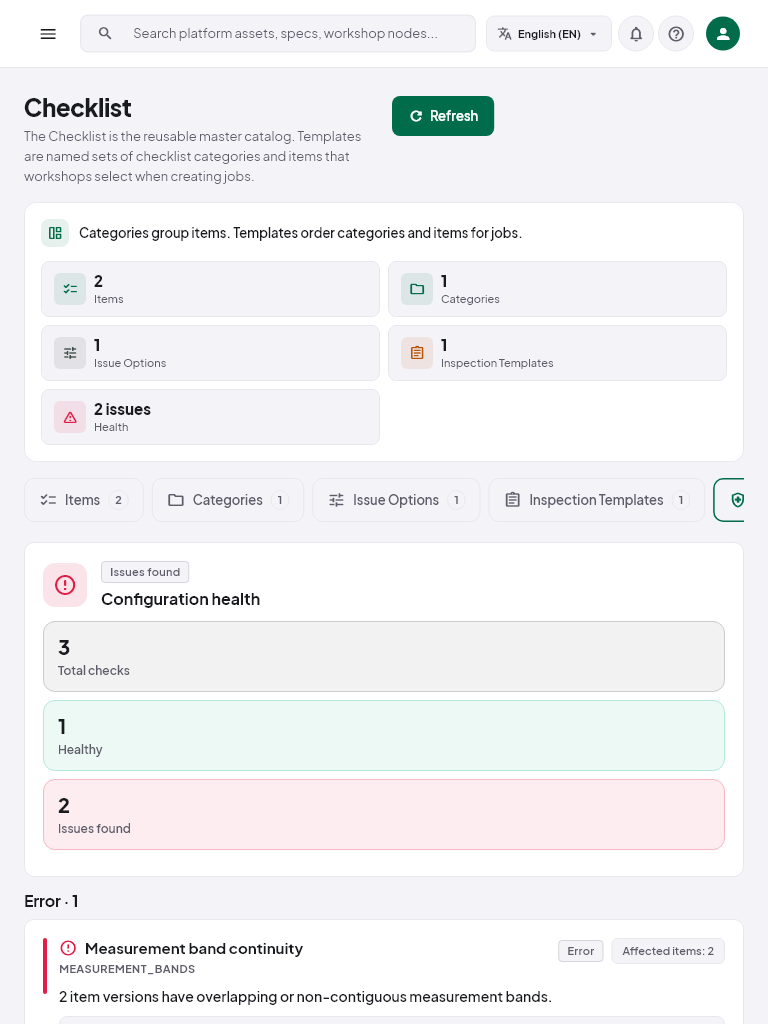 Search platform assets, specs, workshop nodes...
English (EN)
Checklist
Refresh
The Checklist is the reusable master catalog. Templates
are named sets of checklist categories and items that
workshops select when creating jobs.
Categories group items. Templates order categories and items for jobs.
2
Items
1
Categories
1
Issue Options
1
Inspection Templates
2 issues
Health
Items 2
Categories 1
Issue Options 1
Inspection Templates 1
Issues found
Configuration health
3
Total checks
1
Healthy
2
Issues found
Error · 1
Measurement band continuity
Error
Affected items: 2
MEASUREMENT_BANDS
2 item versions have overlapping or non-contiguous measurement bands.